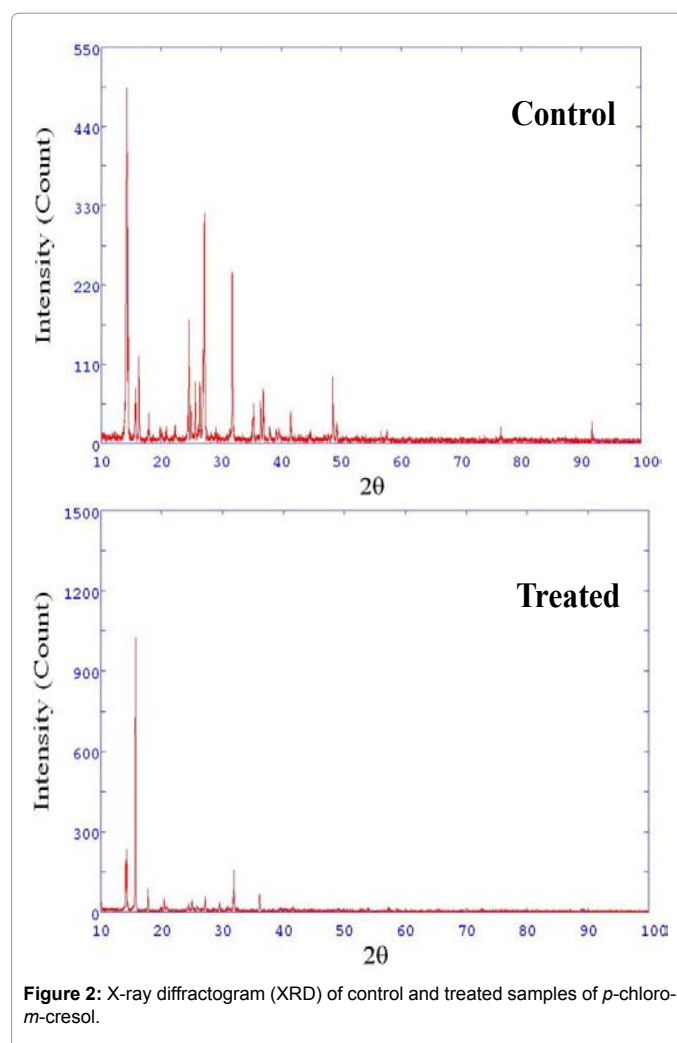 550
Control
440
330
220
110
0
Intensity (Count)
10 20 30 40 50 60 70 80 90 100
2θ
1500
Treated
1200
900
600
300
0
Intensity (Count)
10 20 30 40 50 60 70 80 90 100
2θ
Figure 2: X-ray diffractogram (XRD) of control and treated samples of p-chloro-
m-cresol.